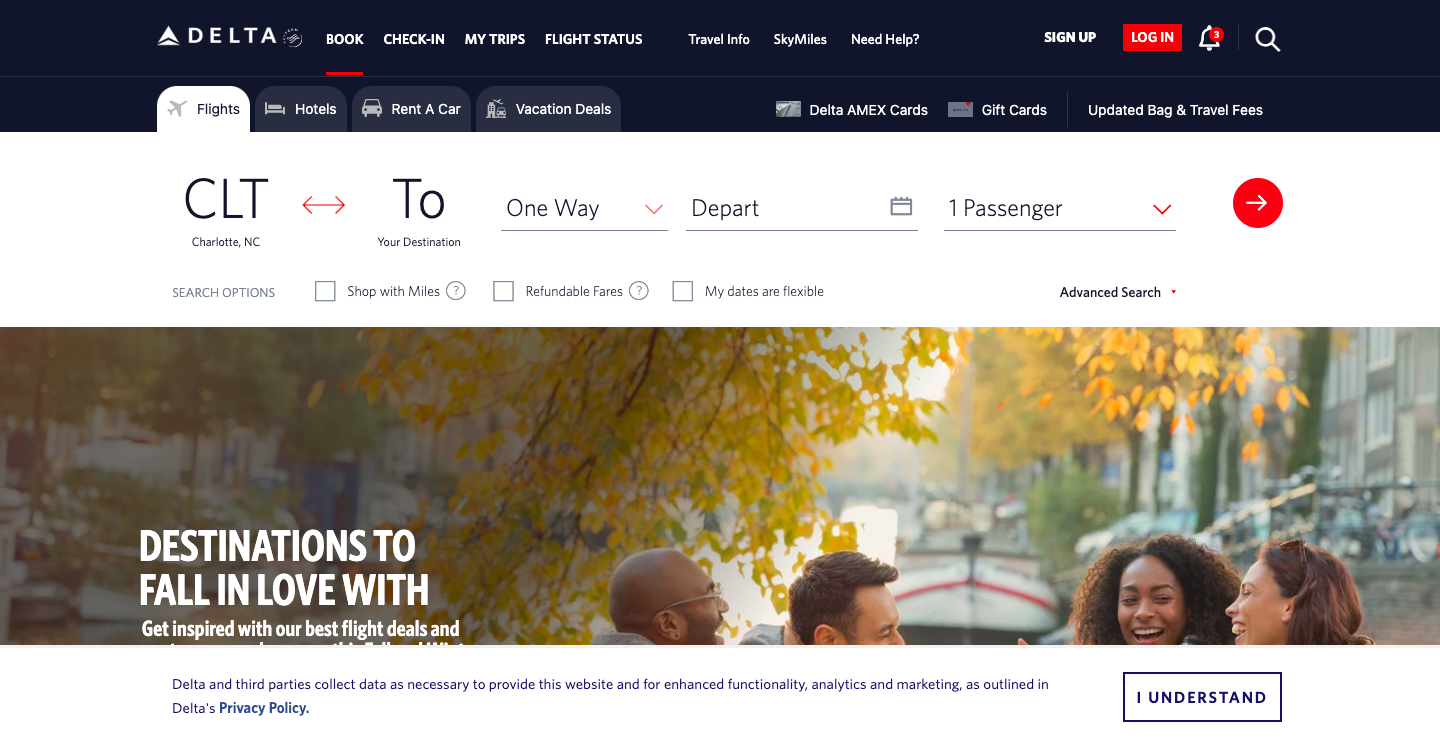 DELTA
BOOK
CHECK-IN
MY TRIPS
FLIGHT STATUS
Travel Info
SkyMiles
Need Help?
SIGN UP
LOG IN
3
Flights
Hotels
Rent A Car
Vacation Deals
Delta AMEX Cards
Gift Cards
Updated Bag & Travel Fees
CLT
Charlotte, NC
To
Your Destination
One Way
Depart
1 Passenger
SEARCH OPTIONS
Shop with Miles ?
Refundable Fares ?
My dates are flexible
Advanced Search
DESTINATIONS TO
FALL IN LOVE WITH
Get inspired with our best flight deals and
Delta and third parties collect data as necessary to provide this website and for enhanced functionality, analytics and marketing, as outlined in
Delta's Privacy Policy.
I UNDERSTAND